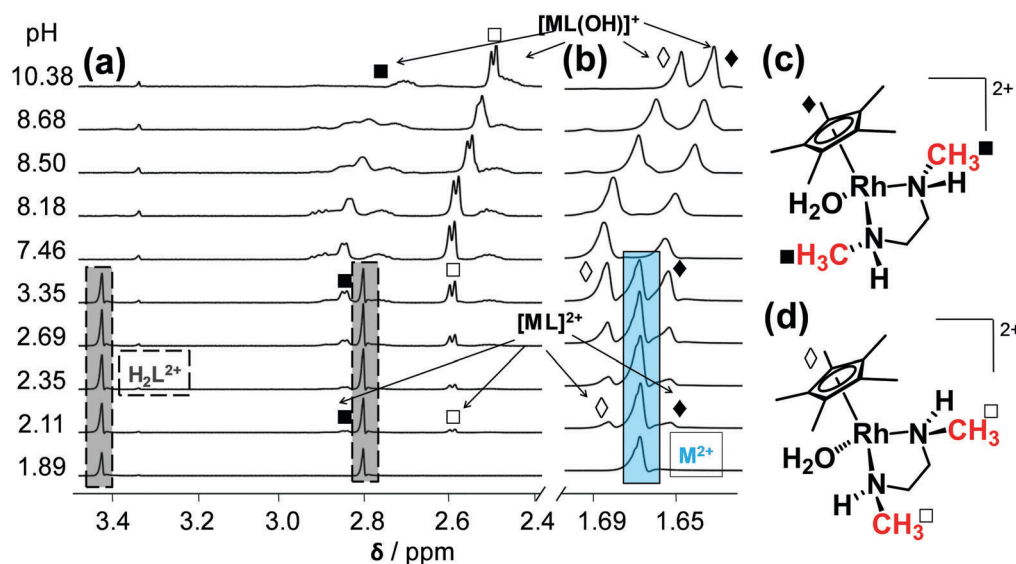 pH
(a)
[ML(OH)]⁺
(b)
(c)
10.38
8.68
8.50
8.18
7.46
3.35
2.69
2.35
2.11
1.89
H₂L²⁺
[ML]²⁺
M²⁺
3.4 3.2 3.0 2.8 2.6 2.4 1.69 1.65
δ / ppm
2+
CH₃
Rh N H
H₂O
N
H₃C
H
(d)
2+
H
Rh N
H₂O CH₃
H N
CH₃